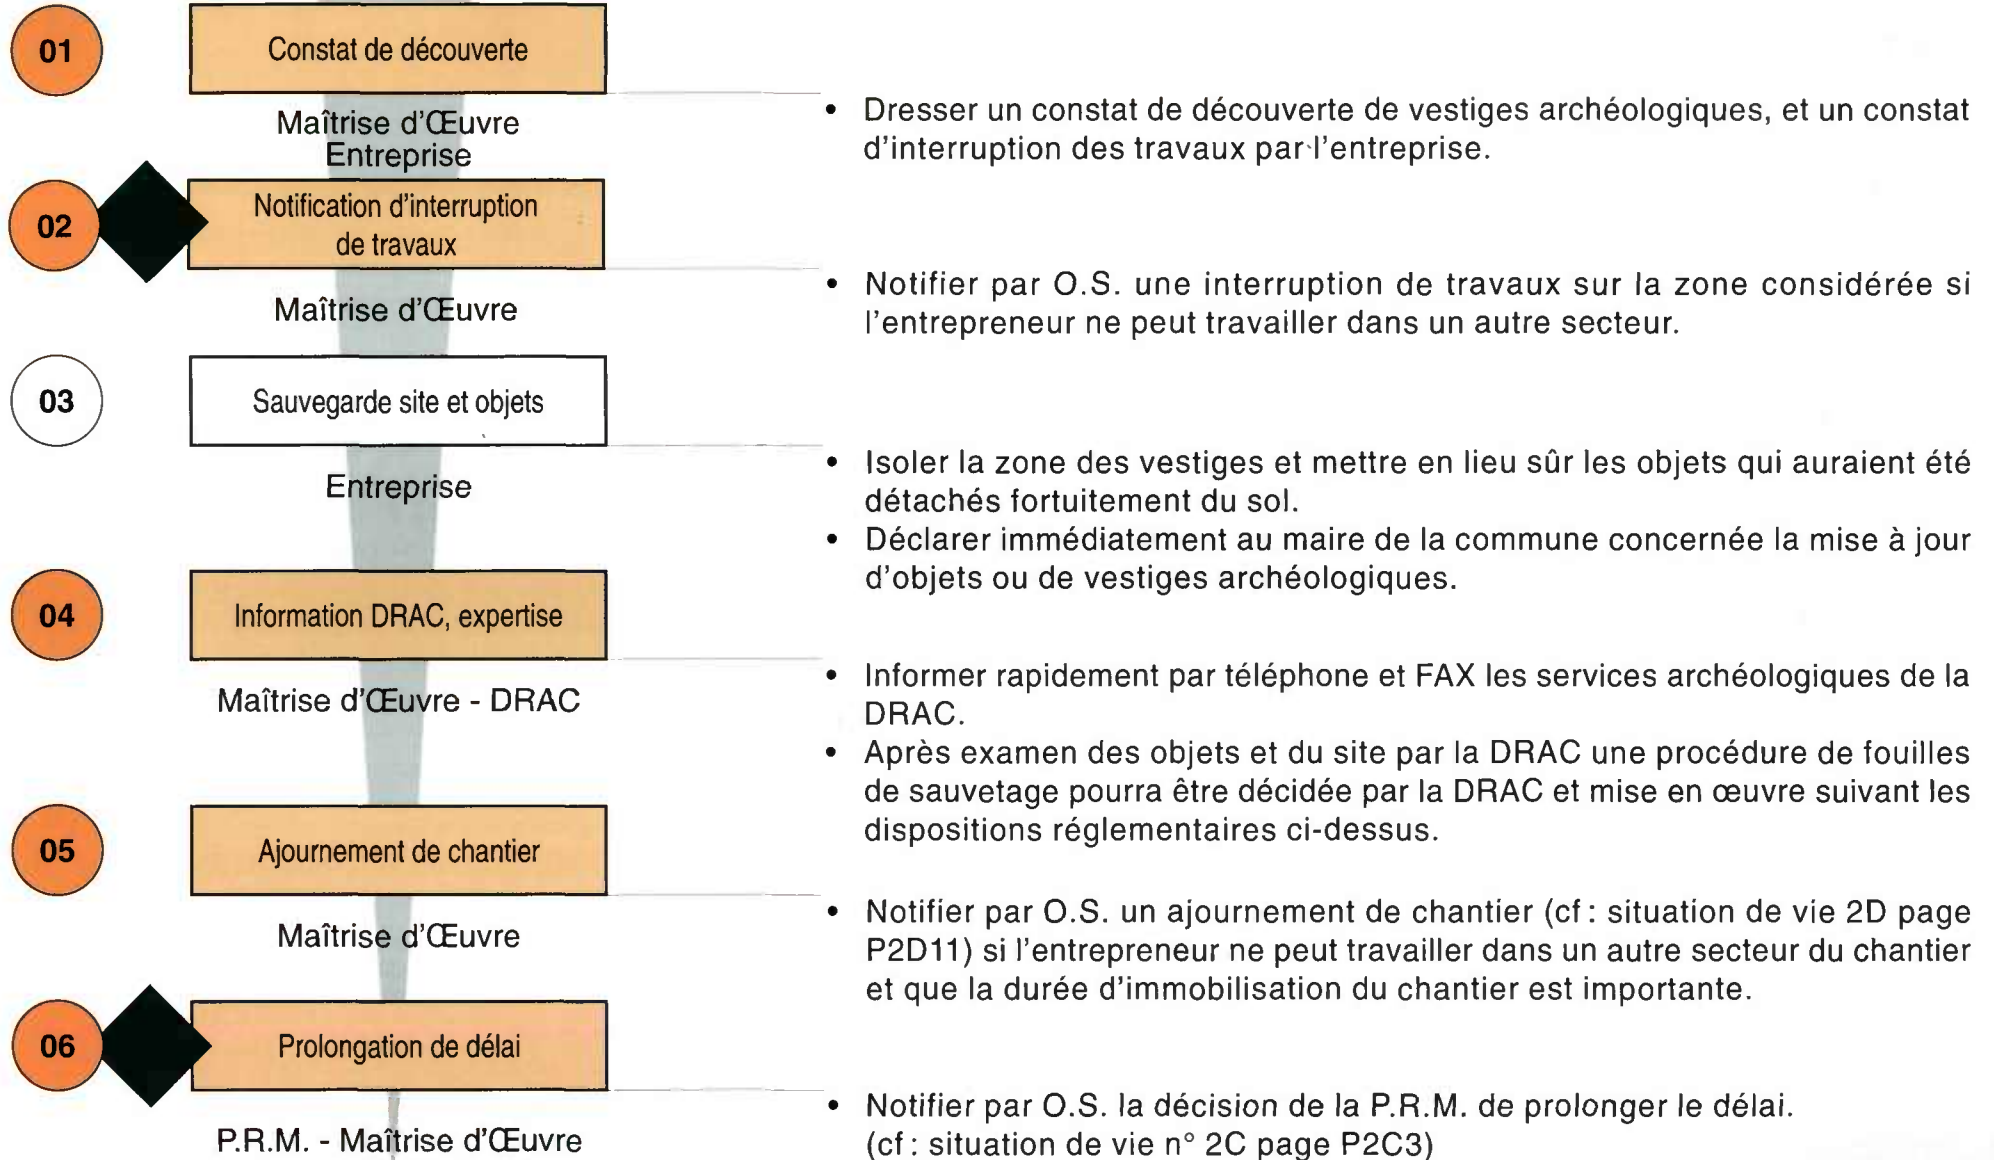 01
Constat de découverte
Maîtrise d'Œuvre
Entreprise
• Dresser un constat de découverte de vestiges archéologiques, et un constat
d'interruption des travaux par l'entreprise.
02
Notification d'interruption
de travaux
Maîtrise d'Œuvre
• Notifier par O.S. une interruption de travaux sur la zone considérée si
l'entrepreneur ne peut travailler dans un autre secteur.
03
Sauvegarde site et objets
Entreprise
• Isoler la zone des vestiges et mettre en lieu sûr les objets qui auraient été
détachés fortuitement du sol.
• Déclarer immédiatement au maire de la commune concernée la mise à jour
d'objets ou de vestiges archéologiques.
04
Information DRAC, expertise
Maîtrise d'Œuvre - DRAC
• Informer rapidement par téléphone et FAX les services archéologiques de la
DRAC.
• Après examen des objets et du site par la DRAC une procédure de fouilles
de sauvetage pourra être décidée par la DRAC et mise en œuvre suivant les
dispositions réglementaires ci-dessus.
05
Ajournement de chantier
Maîtrise d'Œuvre
• Notifier par O.S. un ajournement de chantier (cf : situation de vie 2D page
P2D11) si l'entrepreneur ne peut travailler dans un autre secteur du chantier
et que la durée d'immobilisation du chantier est importante.
06
Prolongation de délai
P.R.M. - Maîtrise d'Œuvre
• Notifier par O.S. la décision de la P.R.M. de prolonger le délai.
(cf : situation de vie n° 2C page P2C3)